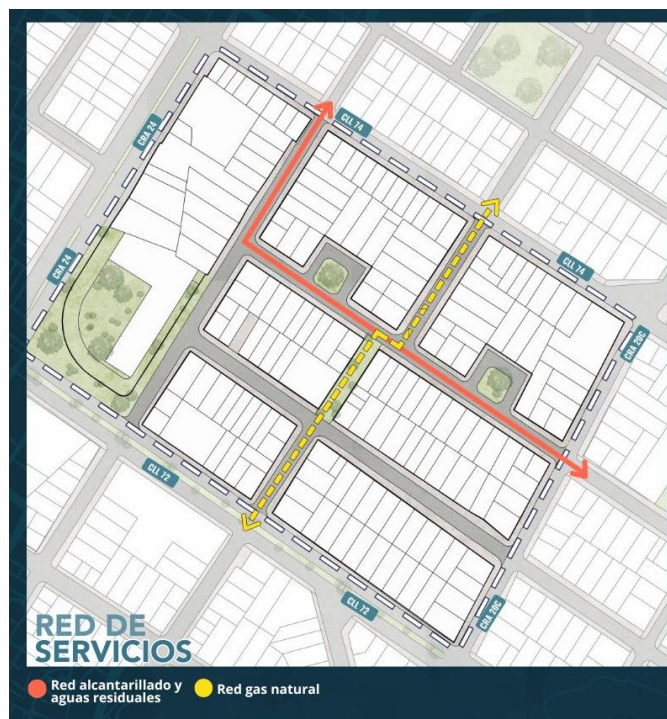 CLL 74
CRA 24
CRA 24
CLL 74
CRA 20C
CLL 72
CLL 72
CRA 20C
RED DE
SERVICIOS
Red alcantarillado y
aguas residuales
Red gas natural